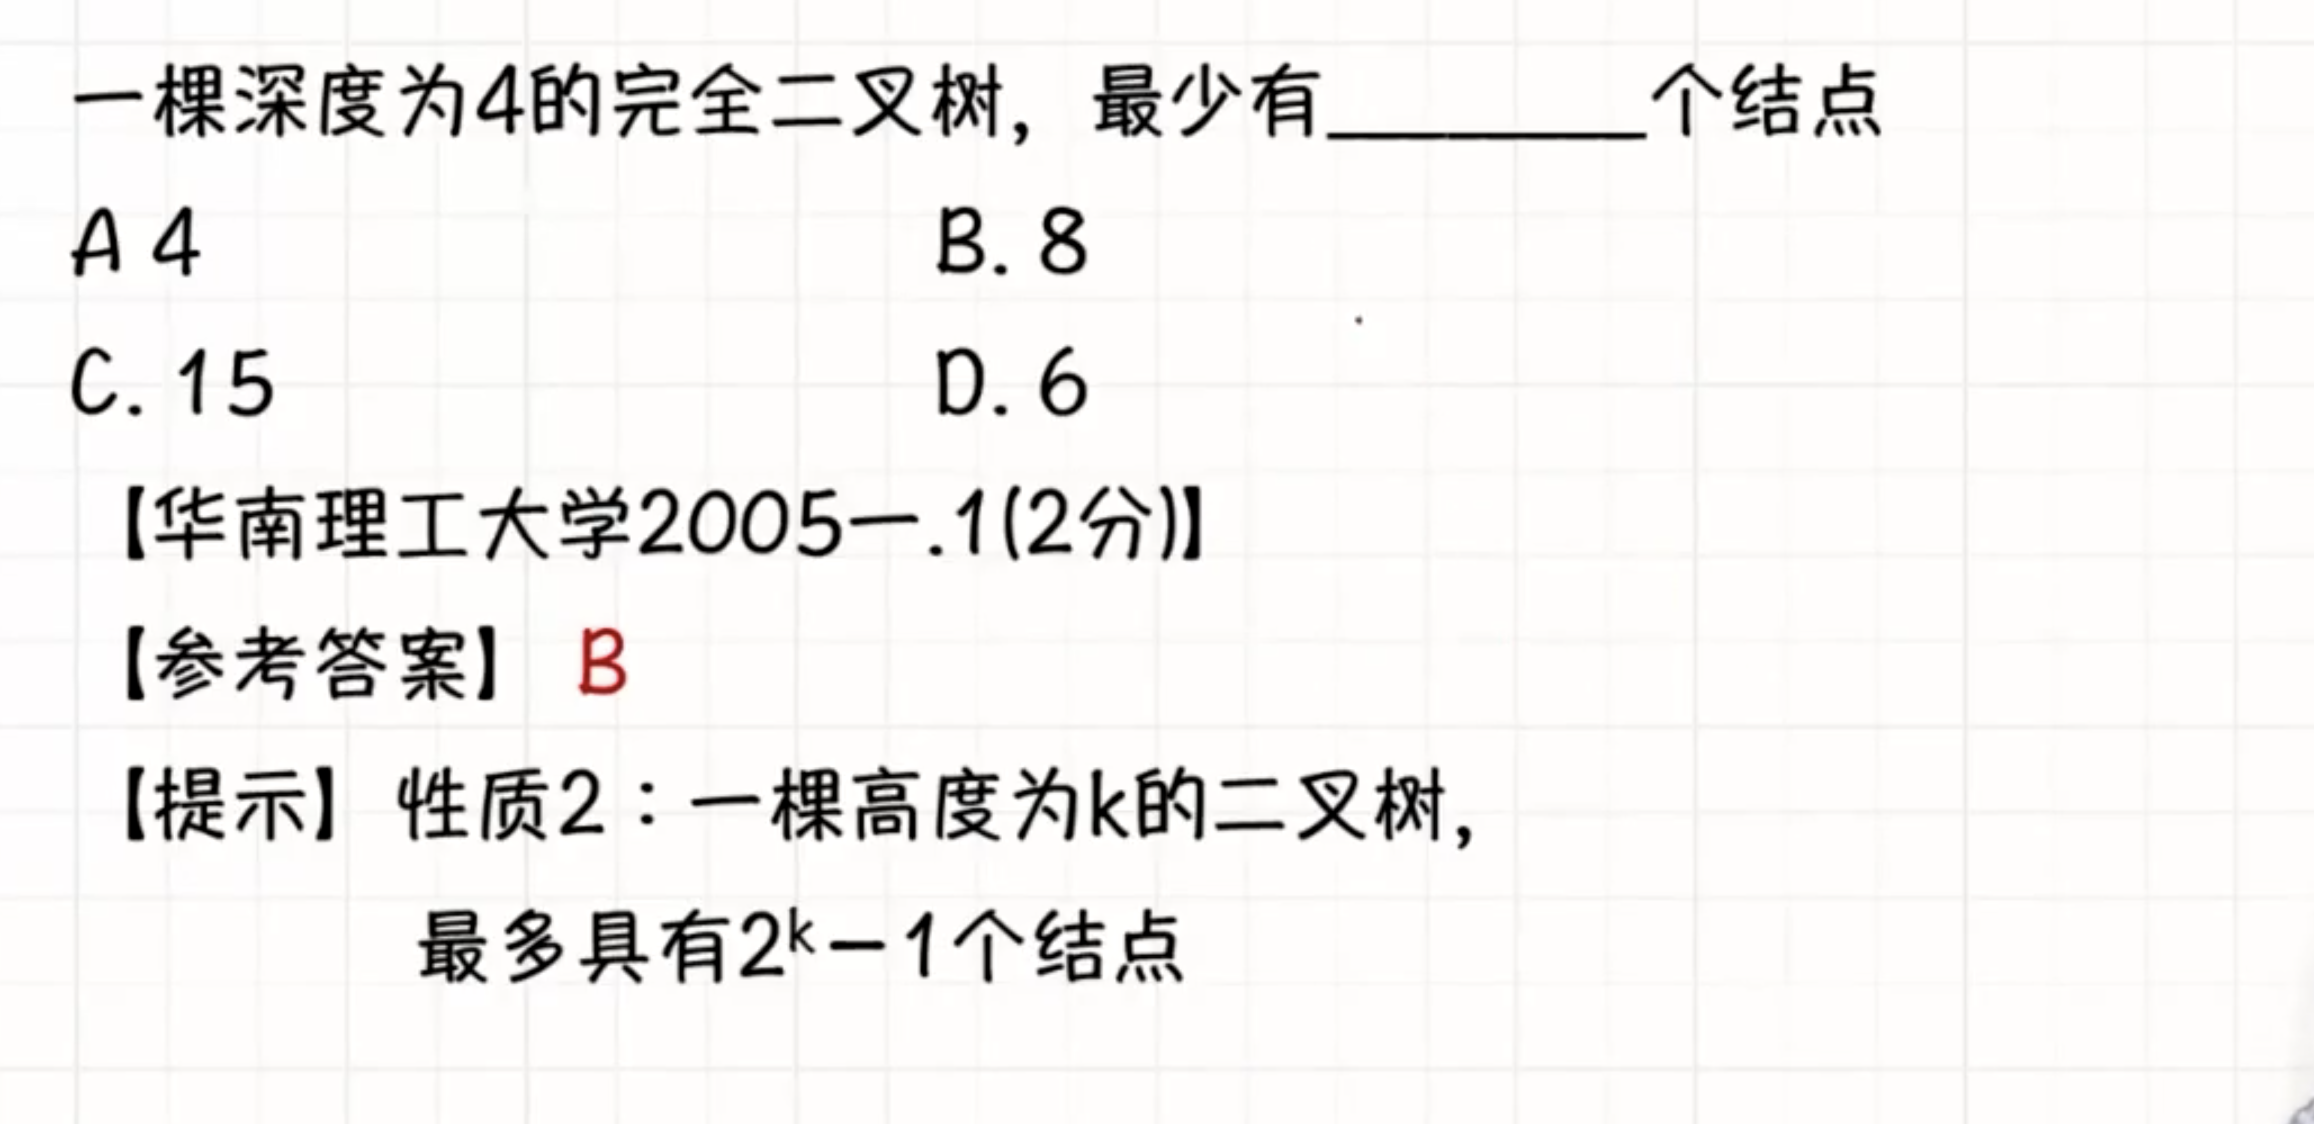 一棵深度为4的完全二叉树，最少有________个结点
A 4 B. 8
C. 15 D. 6
【华南理工大学2005一.1(2分)】
【参考答案】 B
【提示】 性质2：一棵高度为k的二叉树，
最多具有2ᵏ－1个结点